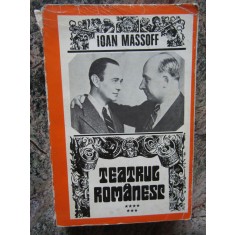 IOAN MASSOFF
TEATRUL
ROMÂNESC
****
***